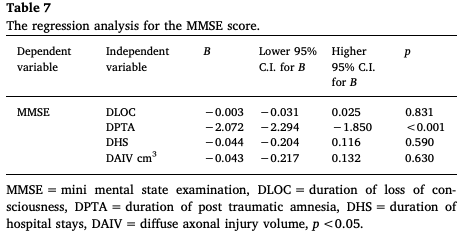 Table 7
The regression analysis for the MMSE score.
Dependent variable Independent variable B Lower 95% C.I. for B Higher 95% C.I. for B p
MMSE DLOC −0.003 −0.031 0.025 0.831
DPTA −2.072 −2.294 −1.850 <0.001
DHS −0.044 −0.204 0.116 0.590
DAIV cm³ −0.043 −0.217 0.132 0.630
MMSE = mini mental state examination, DLOC = duration of loss of con-
sciousness, DPTA = duration of post traumatic amnesia, DHS = duration of
hospital stays, DAIV = diffuse axonal injury volume, p <0.05.